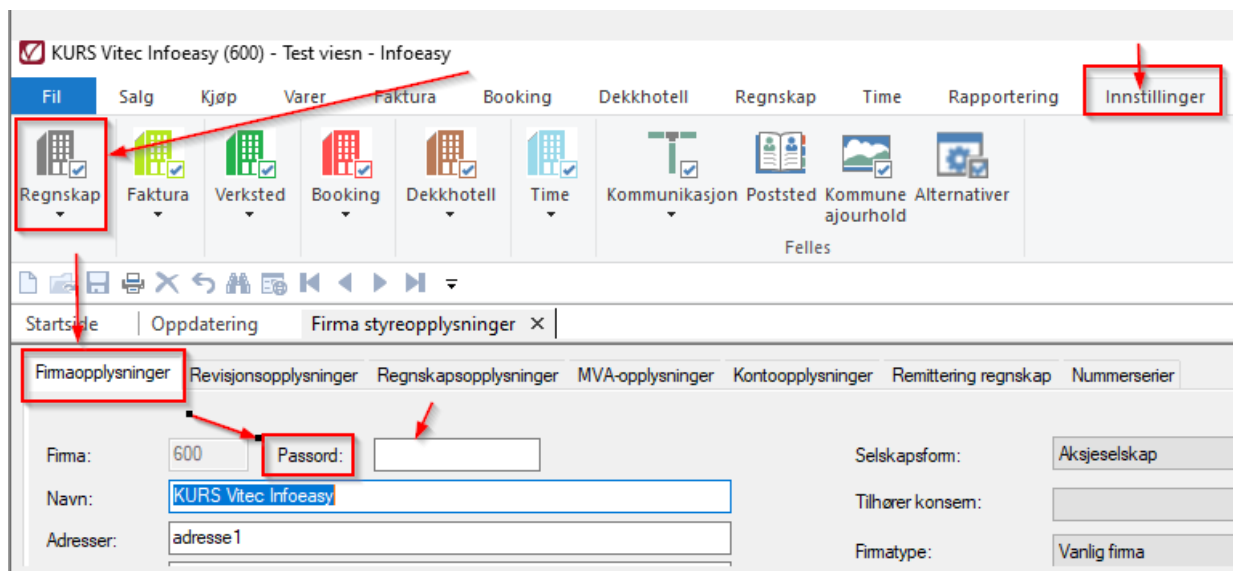 KURS Vitec Infoeasy (600) - Test viesn - Infoeasy
Fil Salg Kjøp Varer Faktura Booking Dekkhotell Regnskap Time Rapportering Innstillinger
Regnskap Faktura Verksted Booking Dekkhotell Time Kommunikasjon Poststed Kommune Alternativer
ajourhold
Felles
Startside Oppdatering Firma styreopplysninger ×
Firmaopplysninger Revisjonsopplysninger Regnskapsopplysninger MVA-opplysninger Kontoopplysninger Remittering regnskap Nummerserier
Firma: 600 Passord: Selskapsform: Aksjeselskap
Navn: KURS Vitec Infoeasy Tilhører konsern:
Adresser: adresse1 Firmatype: Vanlig firma